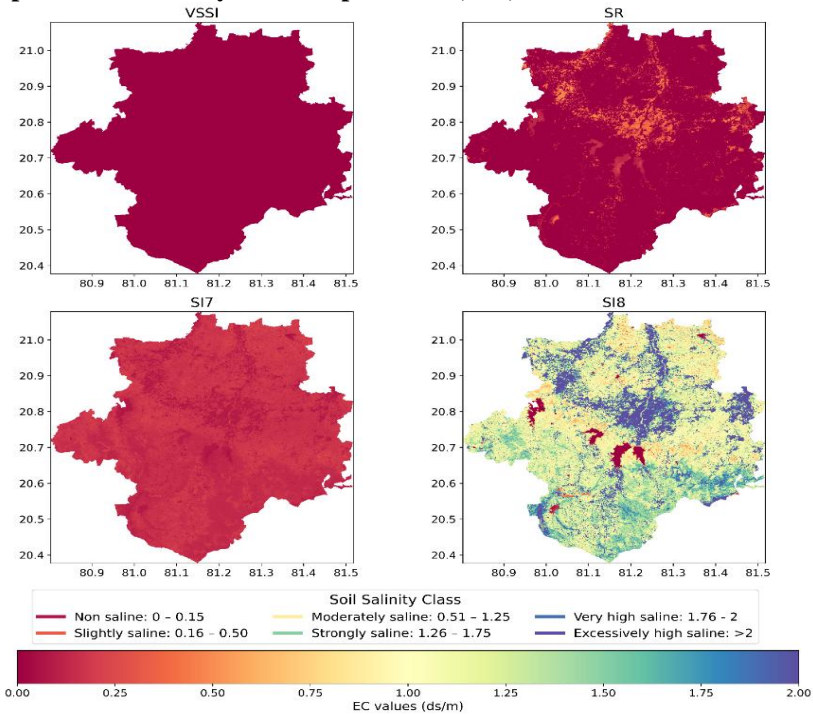 VSSI
SR
21.0
20.9
20.8
20.7
20.6
20.5
20.4
80.9 81.0 81.1 81.2 81.3 81.4 81.5
21.0
20.9
20.8
20.7
20.6
20.5
20.4
80.9 81.0 81.1 81.2 81.3 81.4 81.5
SI7
SI8
21.0
20.9
20.8
20.7
20.6
20.5
20.4
80.9 81.0 81.1 81.2 81.3 81.4 81.5
21.0
20.9
20.8
20.7
20.6
20.5
20.4
80.9 81.0 81.1 81.2 81.3 81.4 81.5
Soil Salinity Class
Non saline: 0 – 0.15 Moderately saline: 0.51 – 1.25 Very high saline: 1.76 - 2
Slightly saline: 0.16 – 0.50 Strongly saline: 1.26 – 1.75 Excessively high saline: >2
0.00 0.25 0.50 0.75 1.00 1.25 1.50 1.75 2.00
EC values (ds/m)